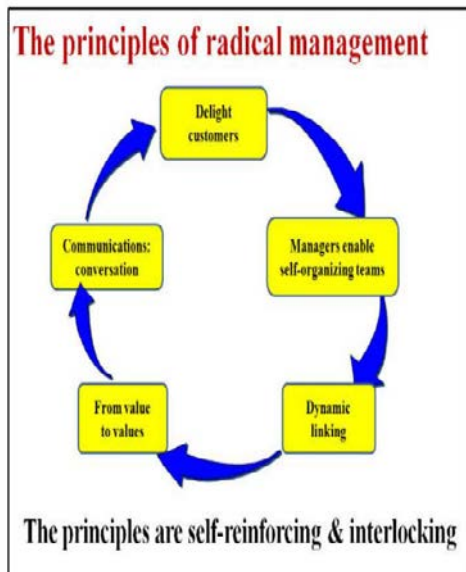 The principles of radical management
Delight
customers
Managers enable
self-organizing teams
Dynamic
linking
From value
to values
Communications:
conversation
The principles are self-reinforcing & interlocking